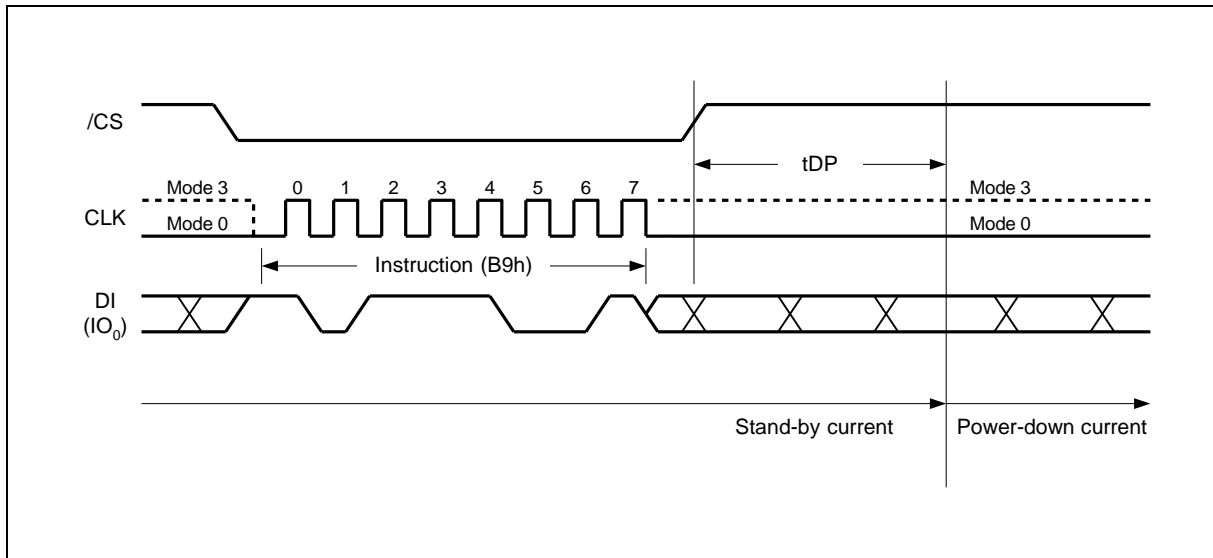 /CS
tDP
Mode 3 0 1 2 3 4 5 6 7 Mode 3
CLK
Mode 0 Mode 0
Instruction (B9h)
DI
(IO0)
Stand-by current Power-down current